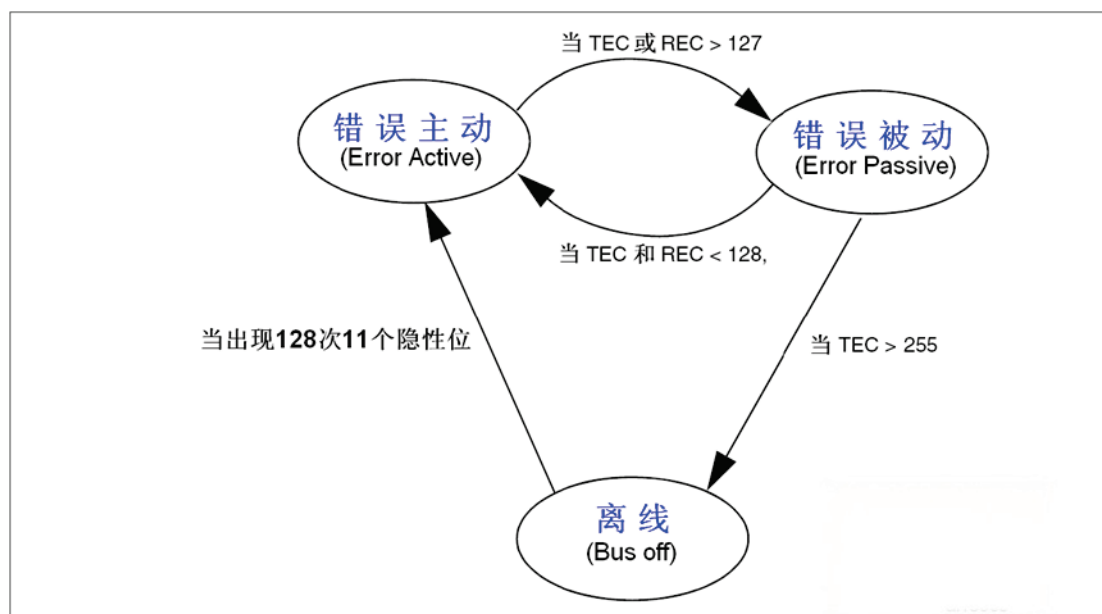 当 TEC 或 REC > 127
错误主动
(Error Active)
错误被动
(Error Passive)
当 TEC 和 REC < 128,
当出现128次11个隐性位
当 TEC > 255
离线
(Bus off)